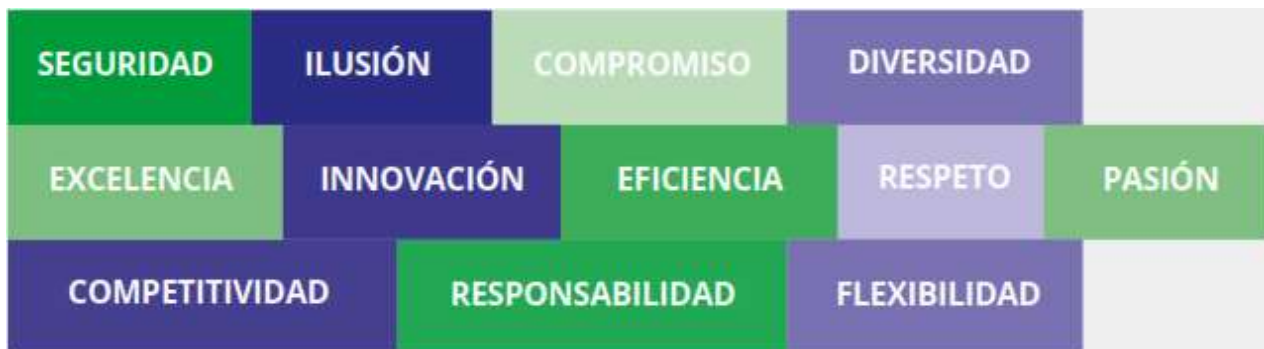 SEGURIDAD ILUSIÓN COMPROMISO DIVERSIDAD
EXCELENCIA INNOVACIÓN EFICIENCIA RESPETO PASIÓN
COMPETITIVIDAD RESPONSABILIDAD FLEXIBILIDAD